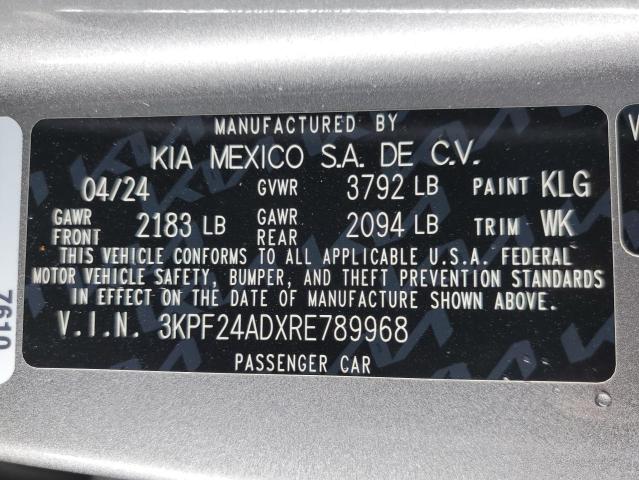 MANUFACTURED BY
KIA MEXICO S.A. DE C.V.
04/24 GVWR 3792 LB PAINT KLG
GAWR FRONT 2183 LB GAWR REAR 2094 LB TRIM WK
THIS VEHICLE CONFORMS TO ALL APPLICABLE U.S.A. FEDERAL
MOTOR VEHICLE SAFETY, BUMPER, AND THEFT PREVENTION STANDARDS
IN EFFECT ON THE DATE OF MANUFACTURE SHOWN ABOVE.
V.I.N. 3KPF24ADXRE789968
PASSENGER CAR